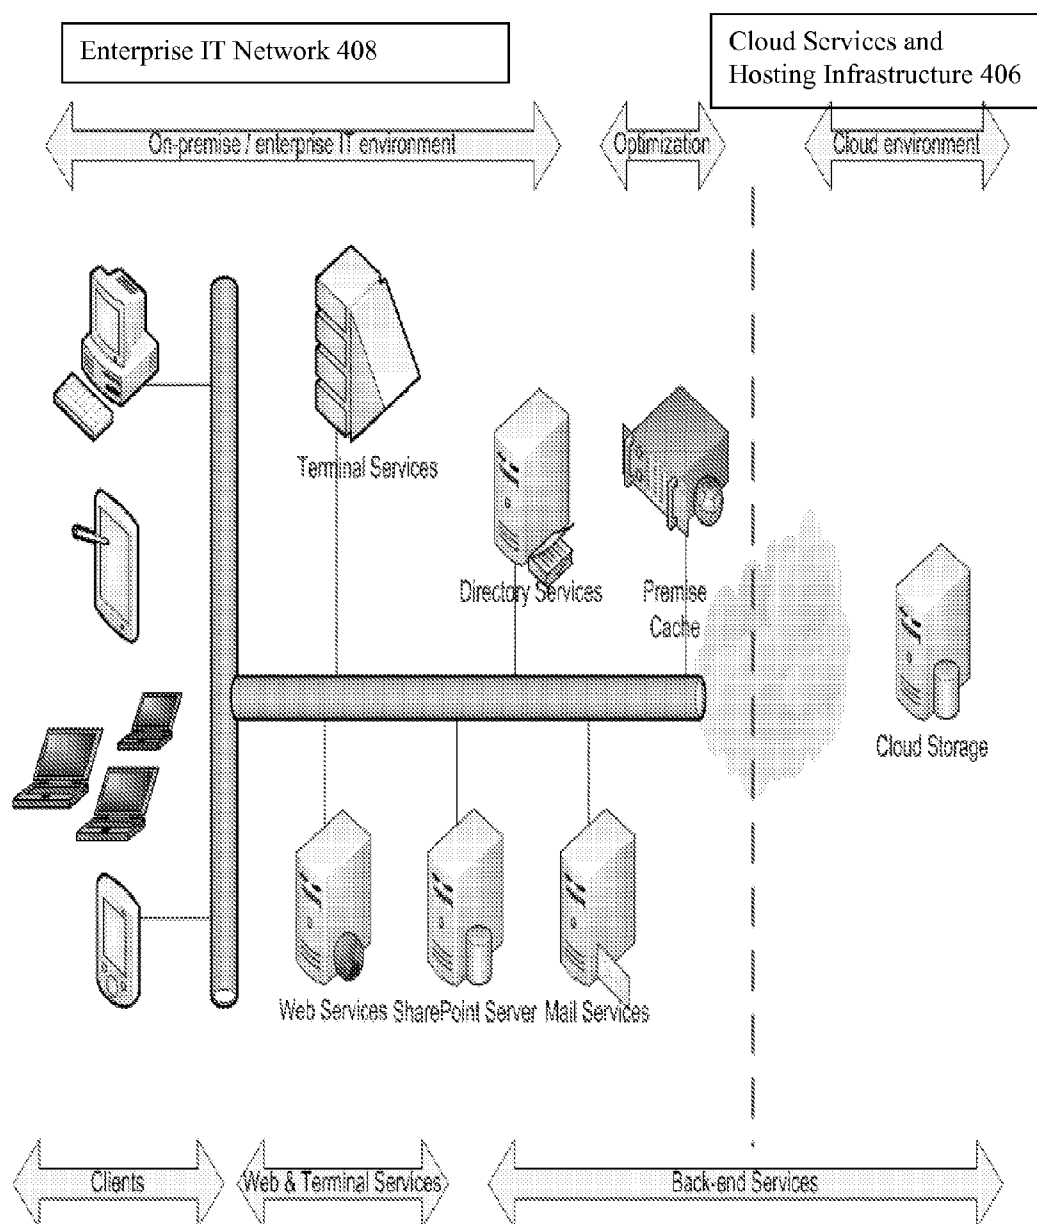 Enterprise IT Network 408
Cloud Services and
Hosting Infrastructure 406
On-premise / enterprise IT environment
Optimization
Cloud environment
Terminal Services
Directory Services
Premise
Cache
Cloud Storage
Web Services
SharePoint Server
Mail Services
Clients
Web & Terminal Services
Back-end Services